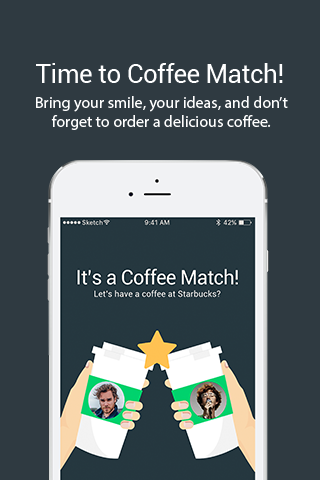 Time to Coffee Match!
Bring your smile, your ideas, and don’t
forget to order a delicious coffee.
Sketch 9:41 AM 42%
It's a Coffee Match!
Let's have a coffee at Starbucks?